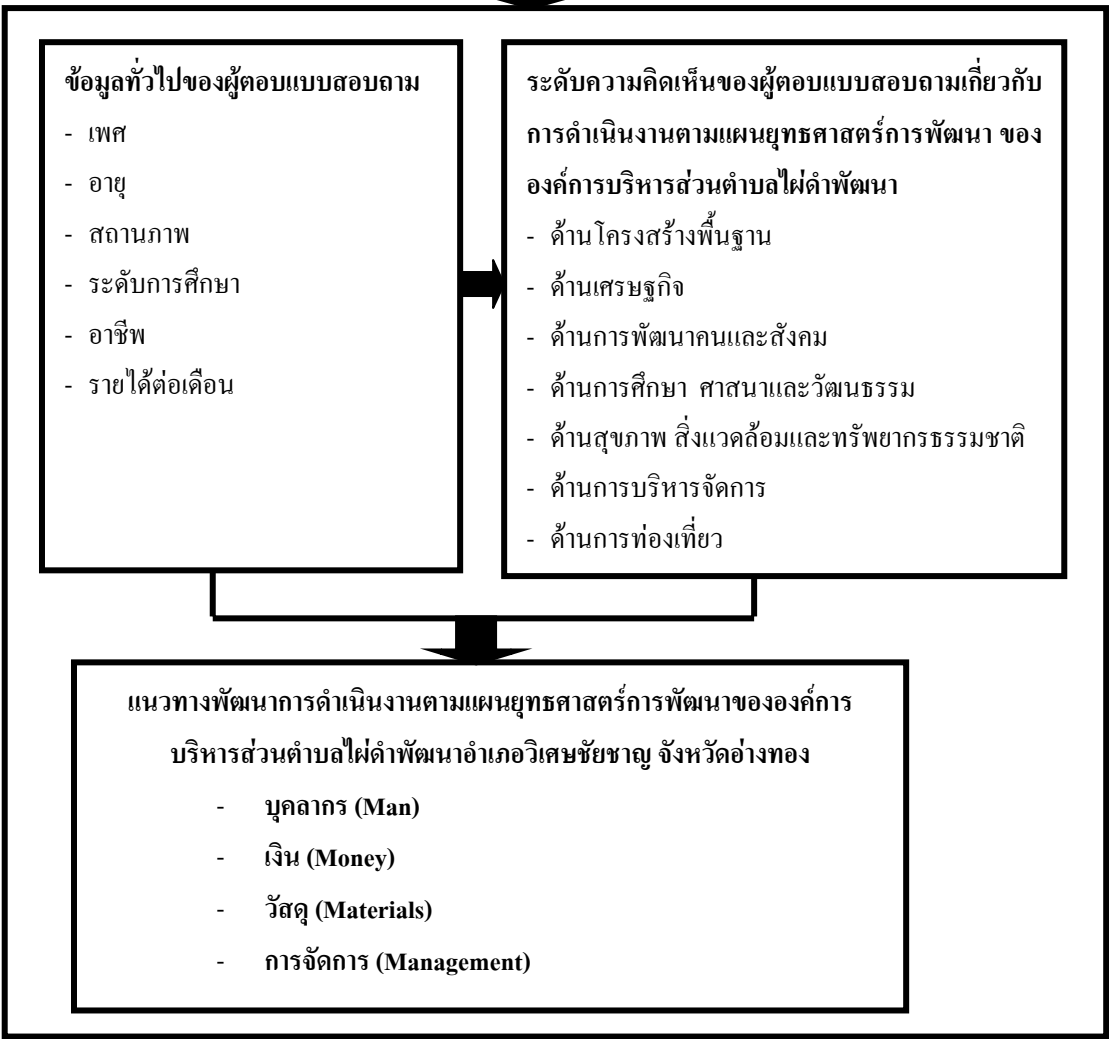 ข้อมูลทั่วไปของผู้ตอบแบบสอบถาม
- เพศ
- อายุ
- สถานภาพ
- ระดับการศึกษา
- อาชีพ
- รายได้ต่อเดือน
ระดับความคิดเห็นของผู้ตอบแบบสอบถามเกี่ยวกับ
การดำเนินงานตามแผนยุทธศาสตร์การพัฒนา ของ
องค์การบริหารส่วนตำบลไผ่ดำพัฒนา
- ด้านโครงสร้างพื้นฐาน
- ด้านเศรษฐกิจ
- ด้านการพัฒนาคนและสังคม
- ด้านการศึกษา ศาสนาและวัฒนธรรม
- ด้านสุขภาพ สิ่งแวดล้อมและทรัพยากรธรรมชาติ
- ด้านการบริหารจัดการ
- ด้านการท่องเที่ยว
แนวทางพัฒนาการดำเนินงานตามแผนยุทธศาสตร์การพัฒนาขององค์การ
บริหารส่วนตำบลไผ่ดำพัฒนาอำเภอวิเศษชัยชาญ จังหวัดอ่างทอง
- บุคลากร (Man)
- เงิน (Money)
- วัสดุ (Materials)
- การจัดการ (Management)